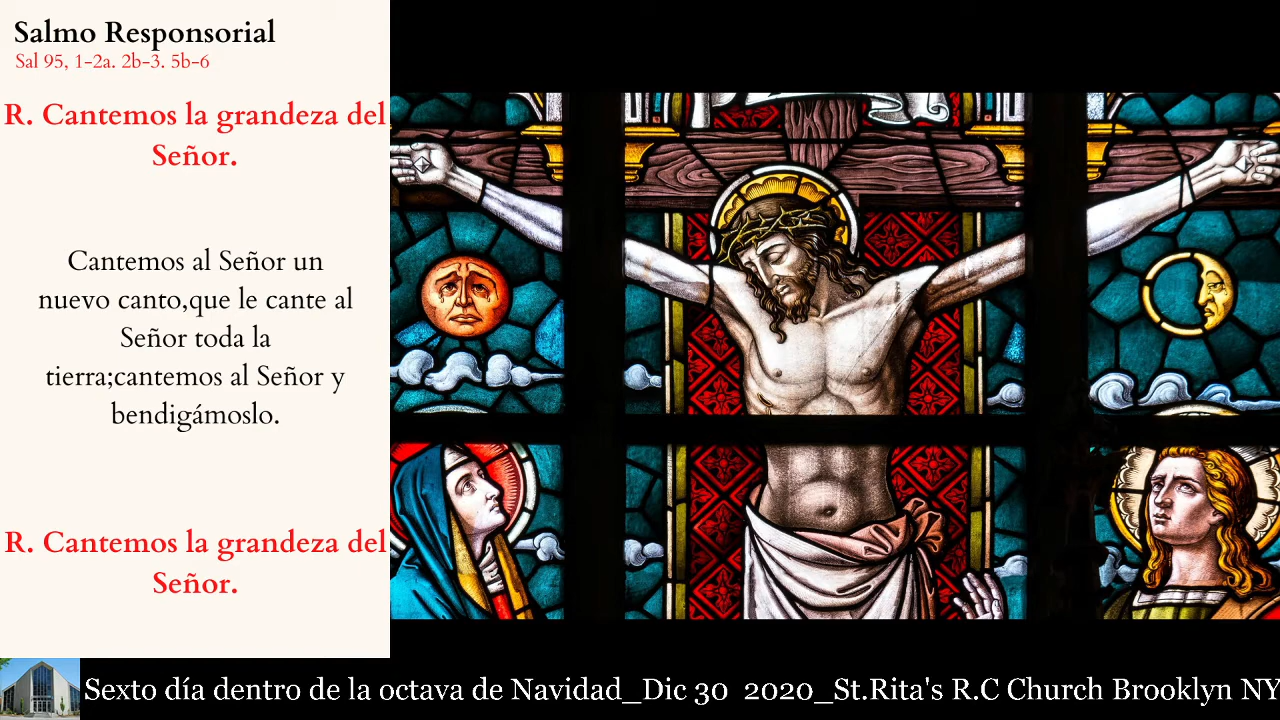 Salmo Responsorial
Sal 95, 1-2a. 2b-3. 5b-6
R. Cantemos la grandeza del
Señor.
Cantemos al Señor un
nuevo canto,que le cante al
Señor toda la
tierra;cantemos al Señor y
bendigámoslo.
R. Cantemos la grandeza del
Señor.
Sexto día dentro de la octava de Navidad_Dic 30 2020_St.Rita's R.C Church Brooklyn NY